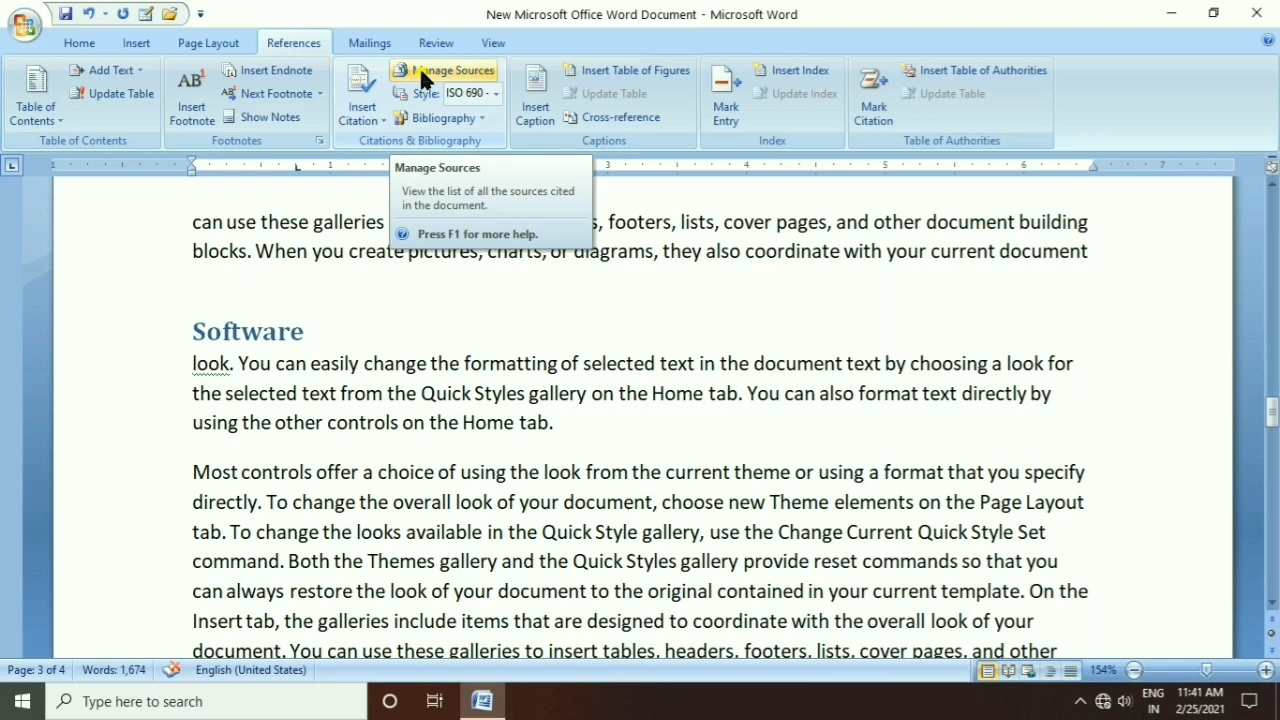 New Microsoft Office Word Document - Microsoft Word
Home Insert Page Layout References Mailings Review View
Table of Contents
Add Text
Update Table
Table of Contents
AB¹
Insert Footnote
Insert Endnote
Next Footnote
Show Notes
Footnotes
Insert Citation
Manage Sources
Style: ISO 690 -
Bibliography
Citations & Bibliography
Insert Caption
Insert Table of Figures
Update Table
Cross-reference
Captions
Mark Entry
Insert Index
Update Index
Index
Mark Citation
Insert Table of Authorities
Update Table
Table of Authorities
1 1 3 4 5 6 7
Manage Sources
View the list of all the sources cited
in the document.
Press F1 for more help.
can use these galleries s, footers, lists, cover pages, and other document building
blocks. When you create pictures, charts, or diagrams, they also coordinate with your current document
Software
look. You can easily change the formatting of selected text in the document text by choosing a look for
the selected text from the Quick Styles gallery on the Home tab. You can also format text directly by
using the other controls on the Home tab.
Most controls offer a choice of using the look from the current theme or using a format that you specify
directly. To change the overall look of your document, choose new Theme elements on the Page Layout
tab. To change the looks available in the Quick Style gallery, use the Change Current Quick Style Set
command. Both the Themes gallery and the Quick Styles gallery provide reset commands so that you
can always restore the look of your document to the original contained in your current template. On the
Insert tab, the galleries include items that are designed to coordinate with the overall look of your
document. You can use these galleries to insert tables, headers, footers, lists, cover pages, and other
Page: 3 of 4 Words: 1,674 English (United States) 154%
Type here to search
ENG
IN
11:41 AM
2/25/2021